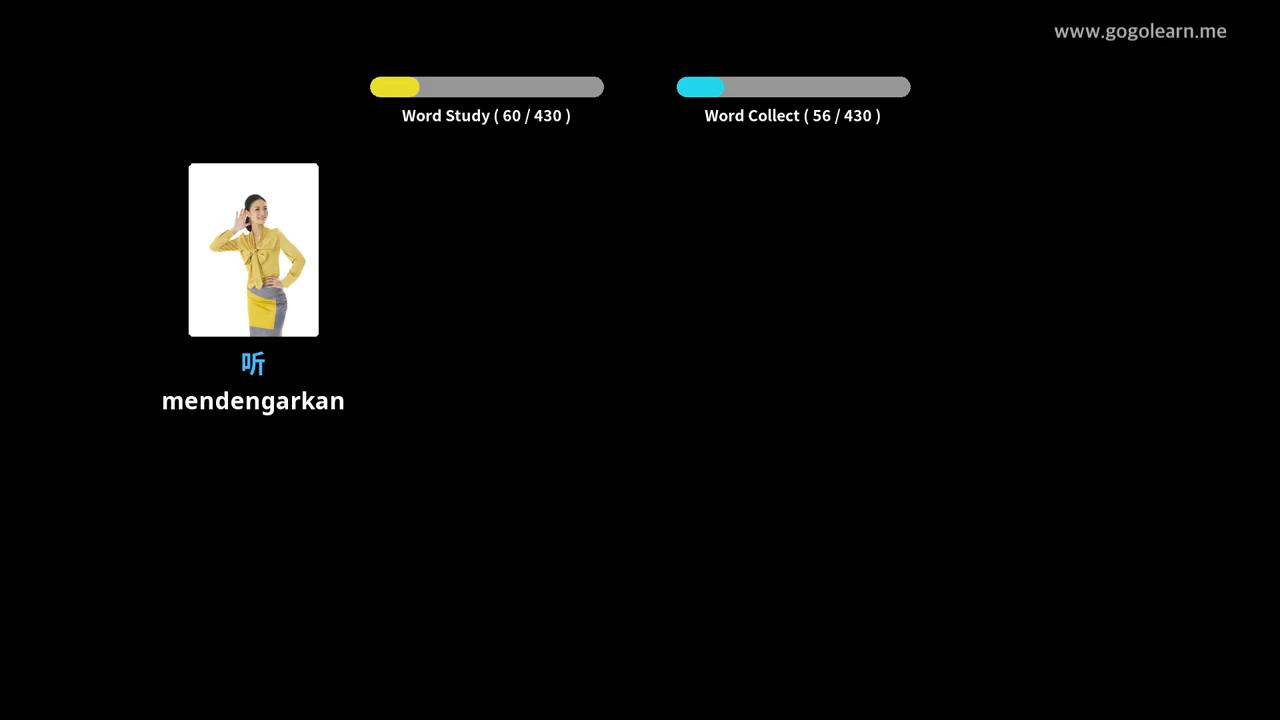 www.gogolearn.me
Word Study ( 60 / 430 )
Word Collect ( 56 / 430 )
听
mendengarkan